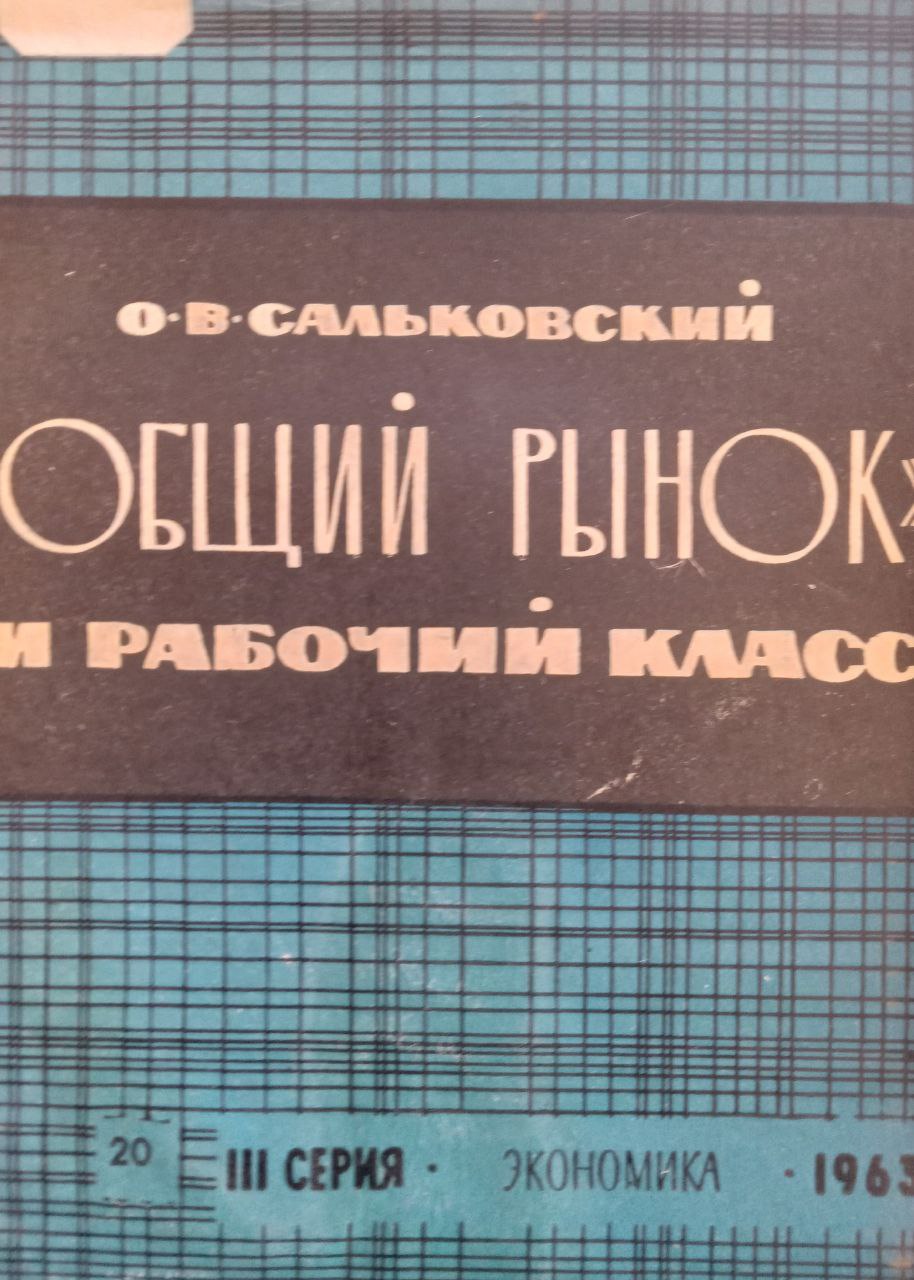 О·В·САЛЬКОВСКИЙ
ОБЩИЙ РЫНОК»
И РАБОЧИЙ КЛАСС
20 III СЕРИЯ · ЭКОНОМИКА · 1963